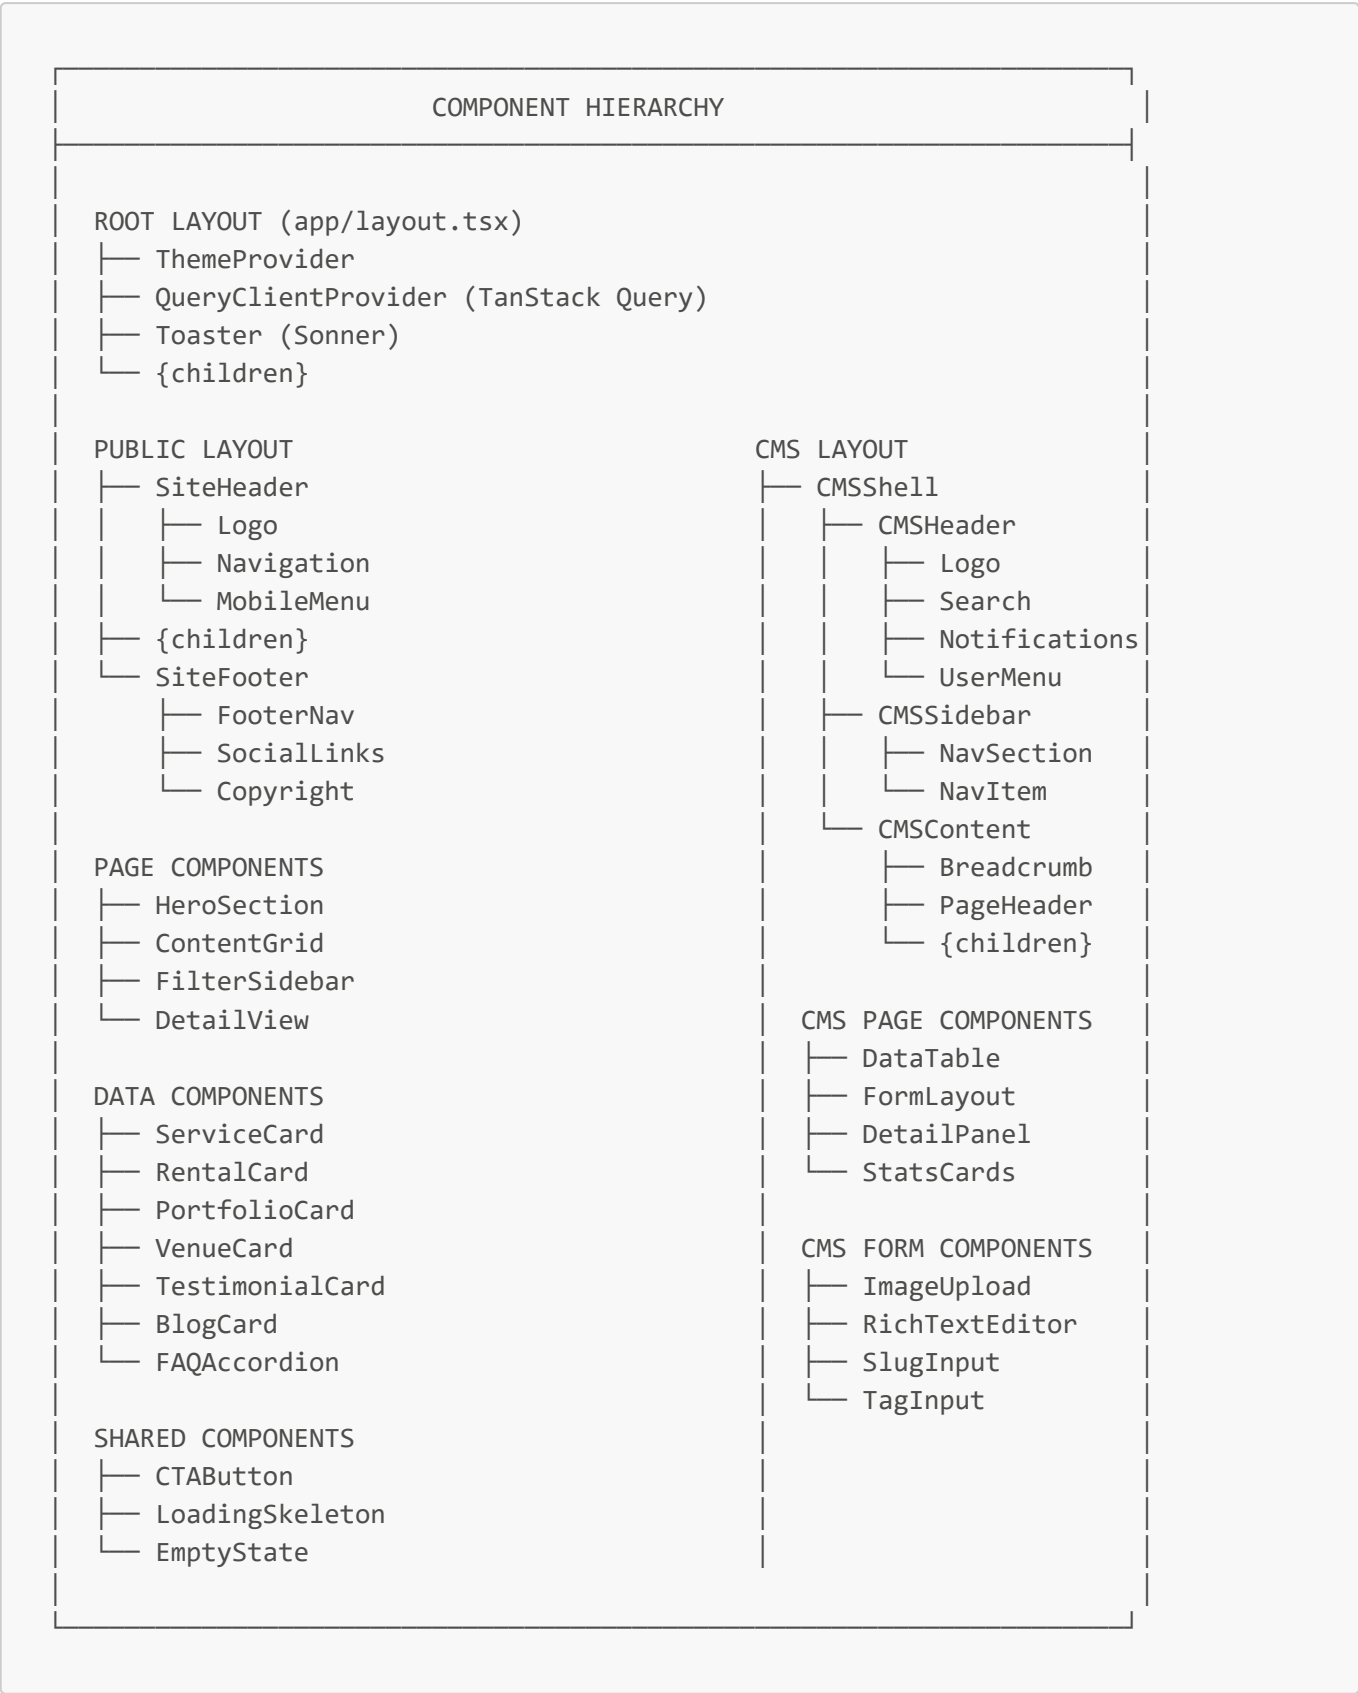 COMPONENT HIERARCHY
ROOT LAYOUT (app/layout.tsx)
├── ThemeProvider
├── QueryClientProvider (TanStack Query)
├── Toaster (Sonner)
└── {children}
PUBLIC LAYOUT CMS LAYOUT
├── SiteHeader ├── CMSShell
│   ├── Logo │   ├── CMSHeader
│   ├── Navigation │   │   ├── Logo
│   └── MobileMenu │   │   ├── Search
├── {children} │   │   ├── Notifications
└── SiteFooter │   │   └── UserMenu
    ├── FooterNav │   ├── CMSSidebar
    ├── SocialLinks │   │   ├── NavSection
    └── Copyright │   │   └── NavItem
│   └── CMSContent
PAGE COMPONENTS │       ├── Breadcrumb
├── HeroSection │       ├── PageHeader
├── ContentGrid │       └── {children}
├── FilterSidebar │
└── DetailView │  CMS PAGE COMPONENTS
│  ├── DataTable
DATA COMPONENTS │  ├── FormLayout
├── ServiceCard │  ├── DetailPanel
├── RentalCard │  └── StatsCards
├── PortfolioCard │
├── VenueCard │  CMS FORM COMPONENTS
├── TestimonialCard │  ├── ImageUpload
├── BlogCard │  ├── RichTextEditor
└── FAQAccordion │  ├── SlugInput
│  └── TagInput
SHARED COMPONENTS │
├── CTAButton │
├── LoadingSkeleton │
└── EmptyState │